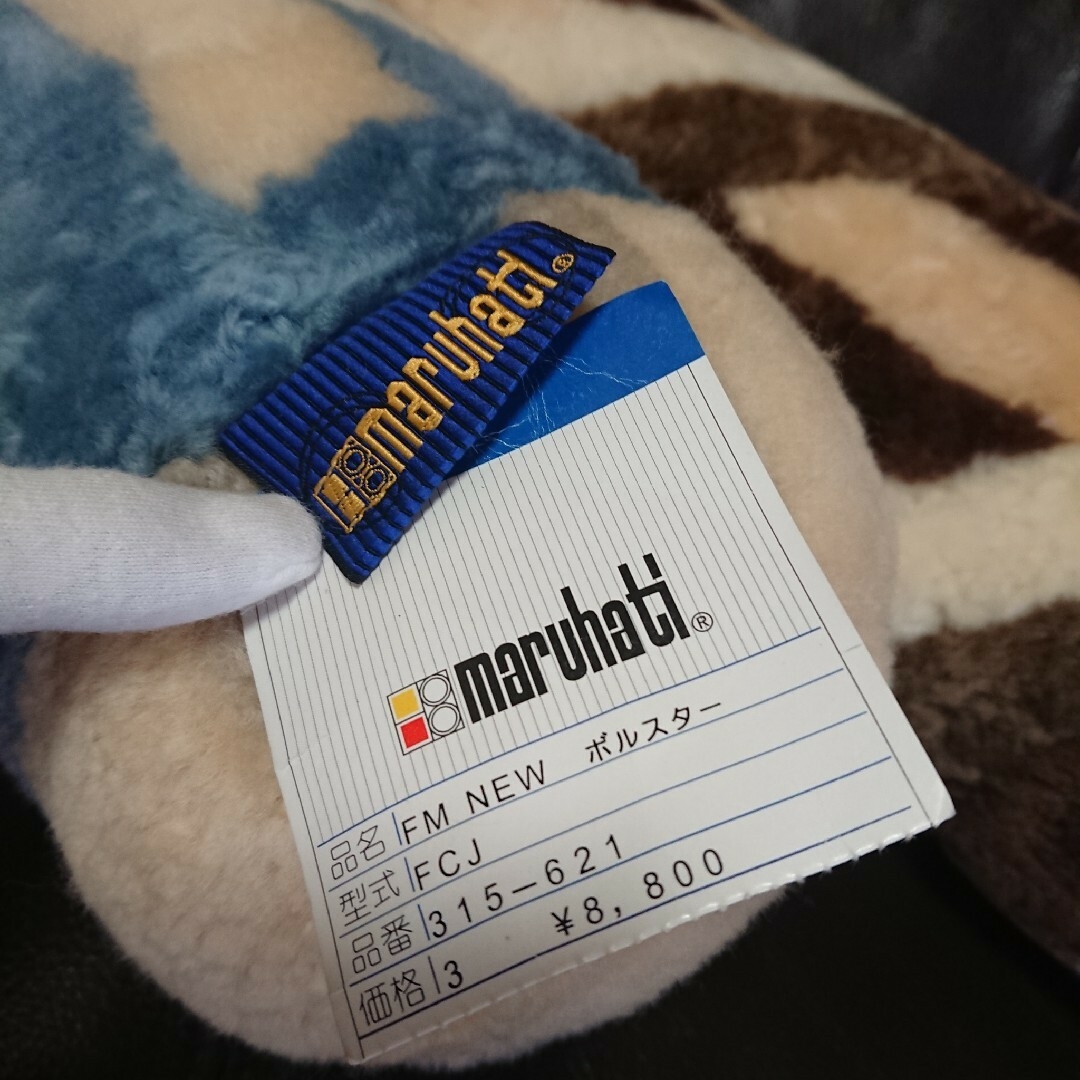 maruhati®
maruhati®
品名 FM NEW ボルスター
型式 FCJ
品番 315-621
価格 3 ¥8,800